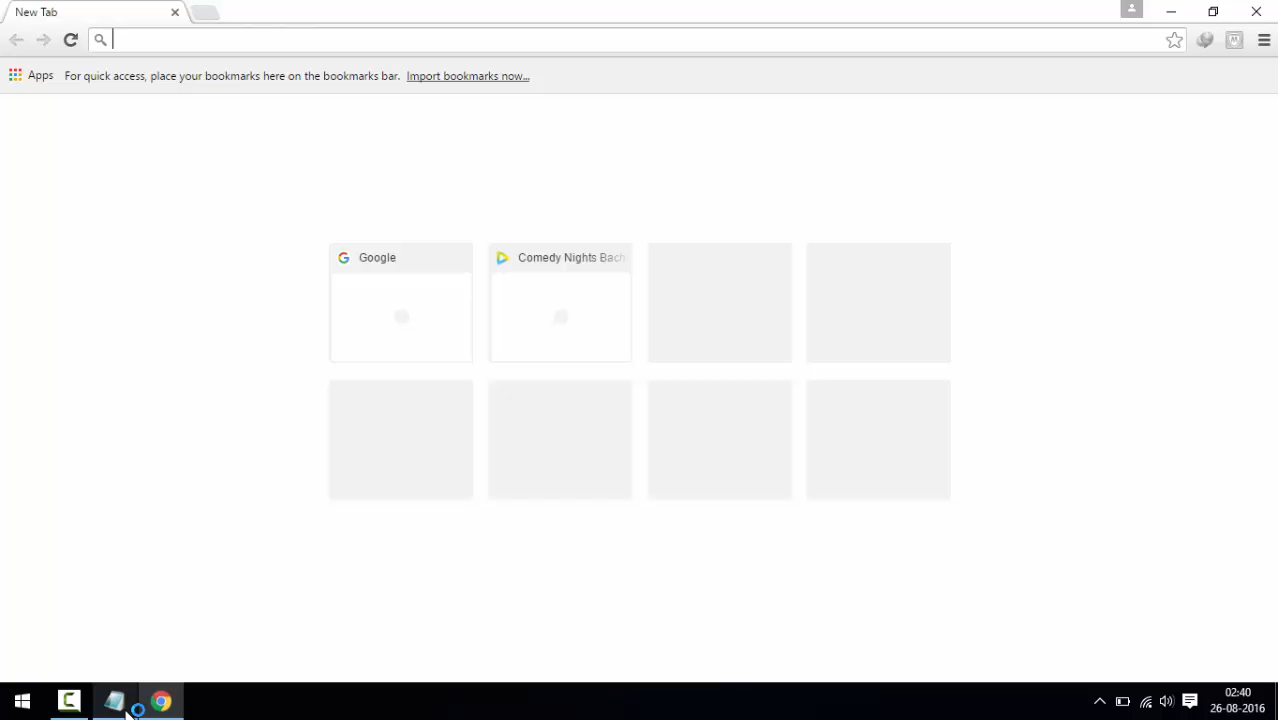 New Tab
Apps
For quick access, place your bookmarks here on the bookmarks bar. Import bookmarks now...
Google
Comedy Nights Bach
02:40
26-08-2016